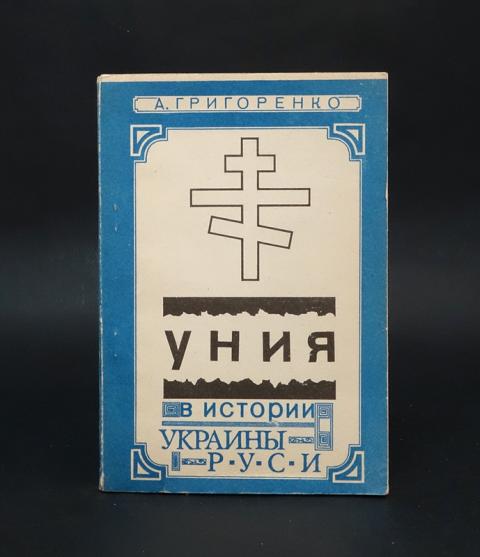 А. ГРИГОРЕНКО
УНИЯ
В ИСТОРИИ
УКРАИНЫ
Р·У·С·И